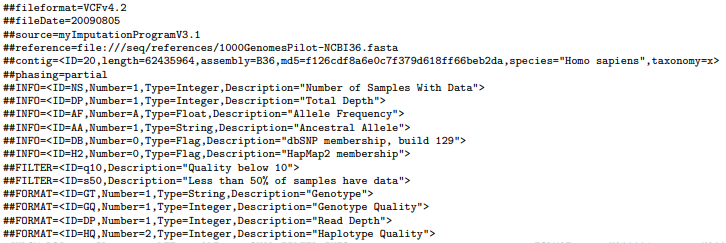 ##fileformat=VCFv4.2
##fileDate=20090805
##source=myImputationProgramV3.1
##reference=file:///seq/references/1000GenomesPilot-NCBI36.fasta
##contig=<ID=20,length=62435964,assembly=B36,md5=f126cdf8a6e0c7f379d618ff66beb2da,species="Homo sapiens",taxonomy=x>
##phasing=partial
##INFO=<ID=NS,Number=1,Type=Integer,Description="Number of Samples With Data">
##INFO=<ID=DP,Number=1,Type=Integer,Description="Total Depth">
##INFO=<ID=AF,Number=A,Type=Float,Description="Allele Frequency">
##INFO=<ID=AA,Number=1,Type=String,Description="Ancestral Allele">
##INFO=<ID=DB,Number=0,Type=Flag,Description="dbSNP membership, build 129">
##INFO=<ID=H2,Number=0,Type=Flag,Description="HapMap2 membership">
##FILTER=<ID=q10,Description="Quality below 10">
##FILTER=<ID=s50,Description="Less than 50% of samples have data">
##FORMAT=<ID=GT,Number=1,Type=String,Description="Genotype">
##FORMAT=<ID=GQ,Number=1,Type=Integer,Description="Genotype Quality">
##FORMAT=<ID=DP,Number=1,Type=Integer,Description="Read Depth">
##FORMAT=<ID=HQ,Number=2,Type=Integer,Description="Haplotype Quality">